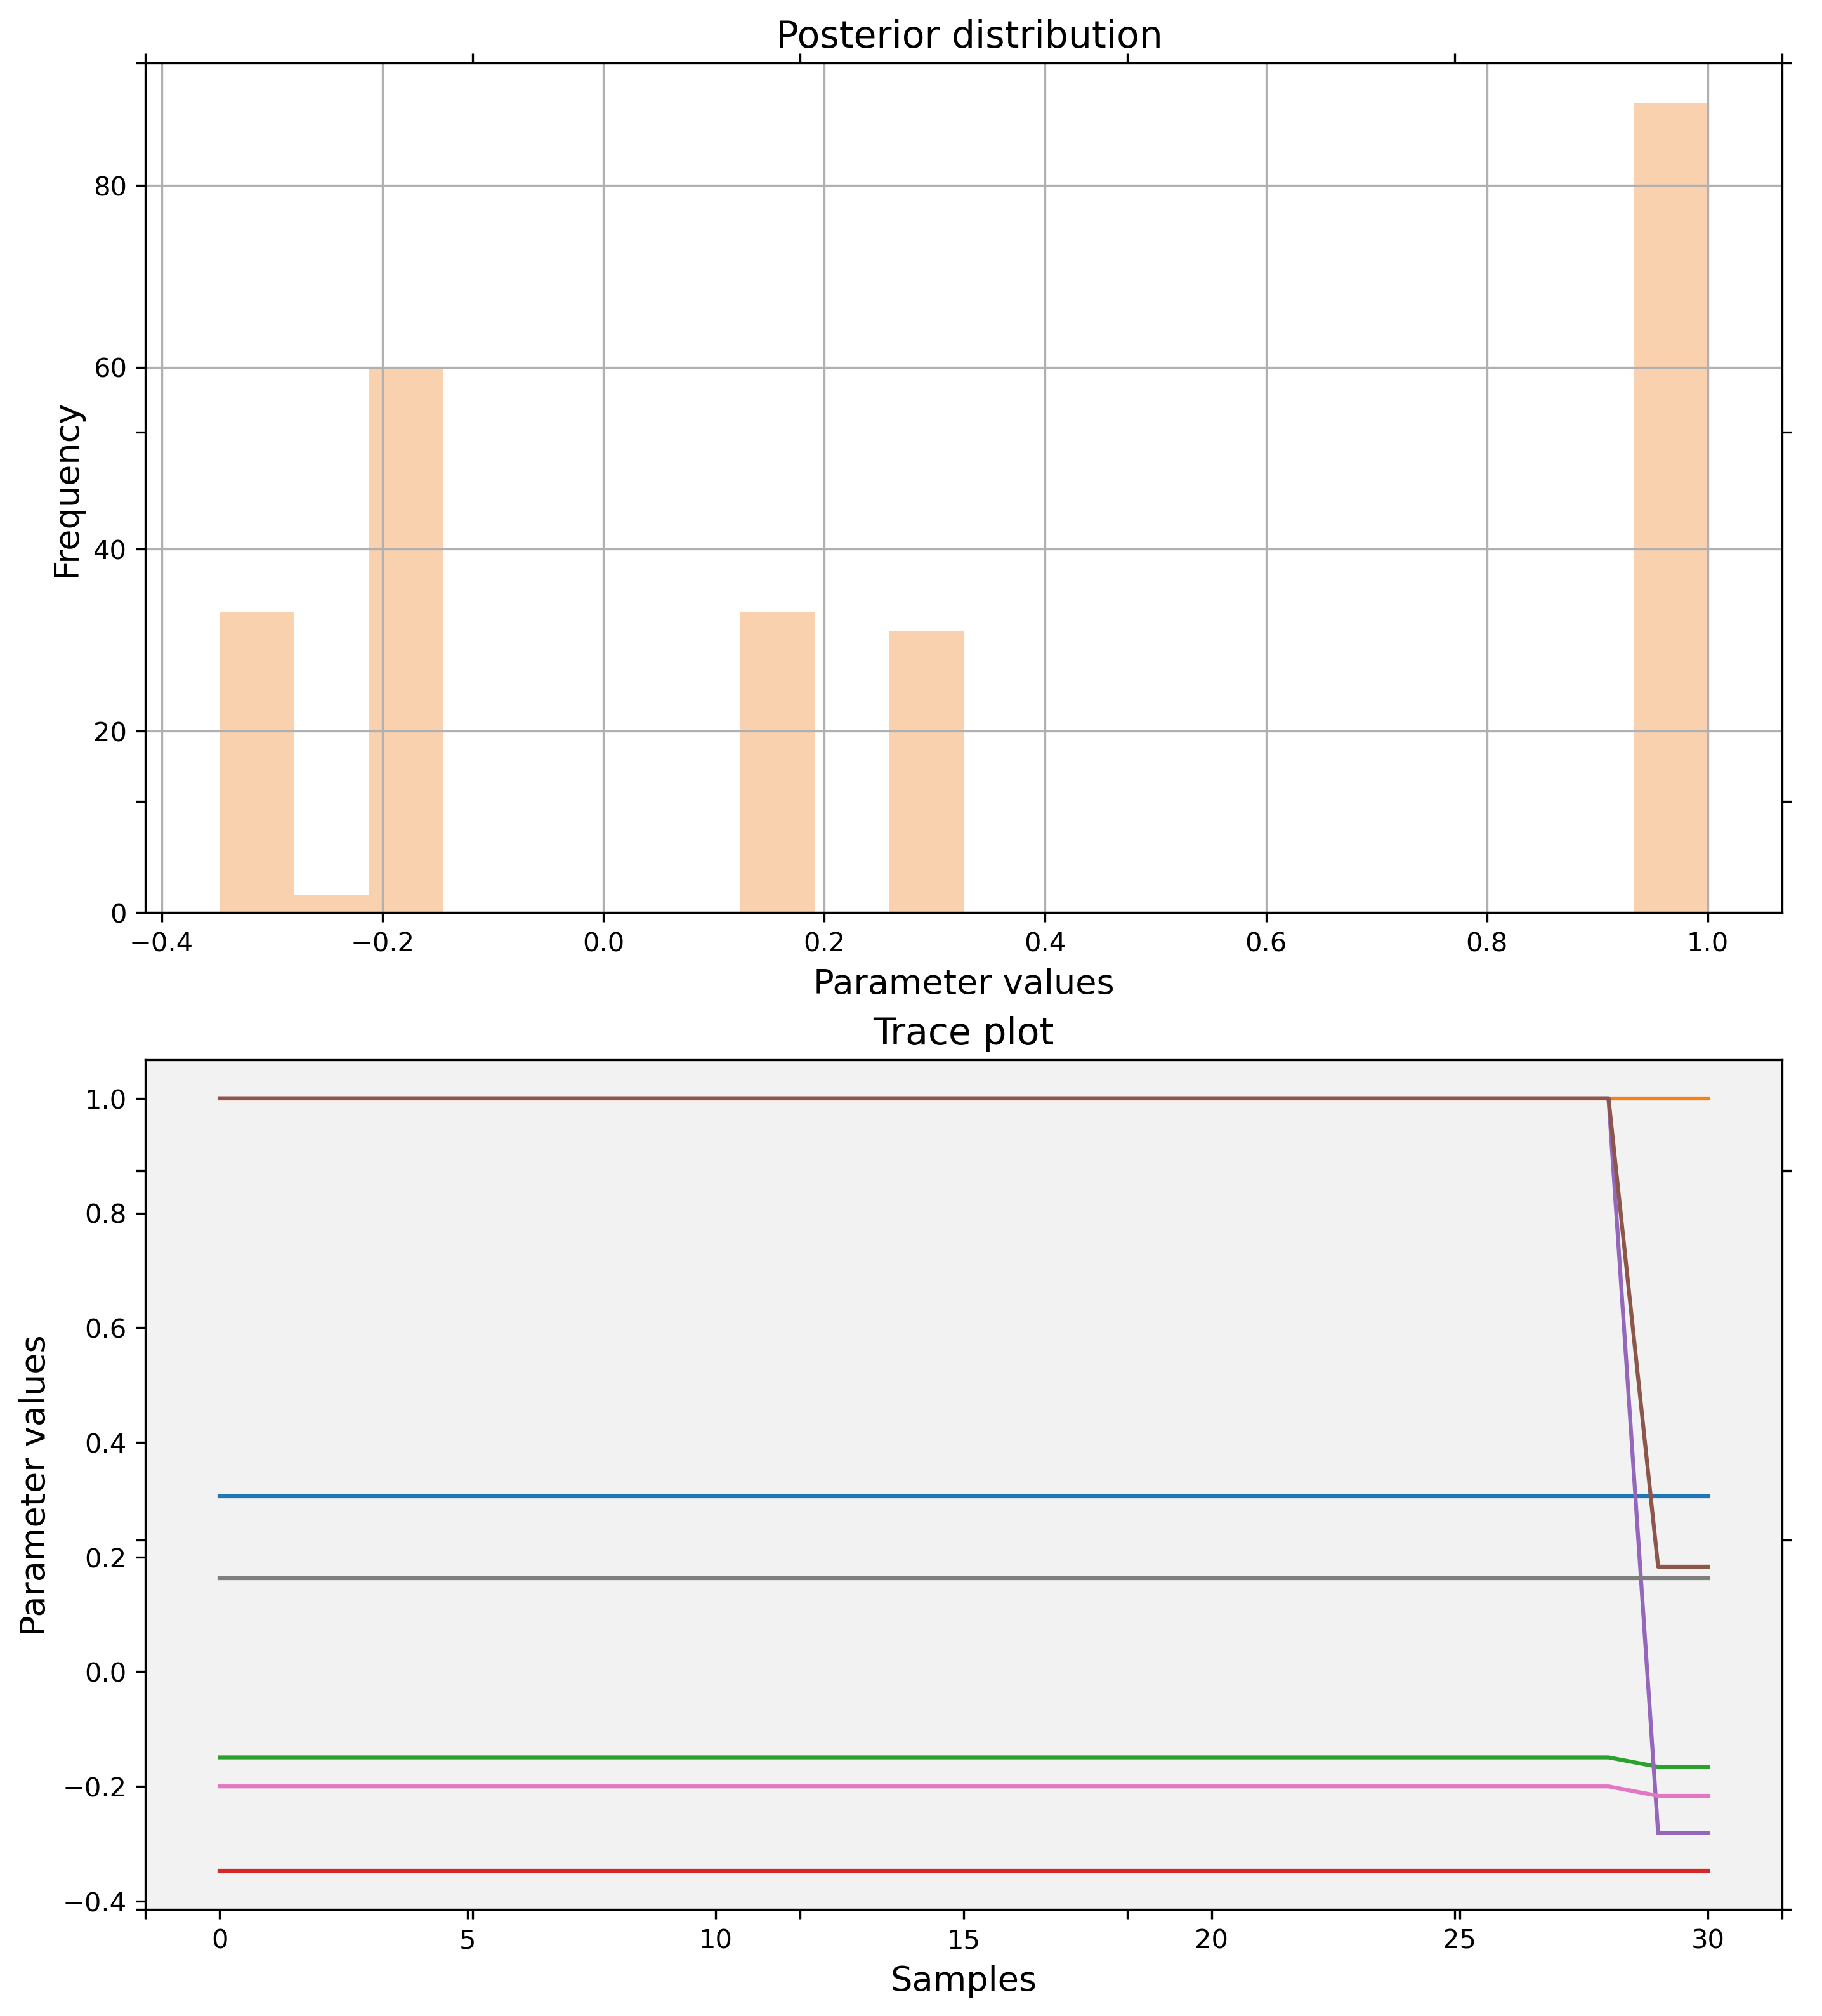 Posterior distribution
Frequency
80
60
40
20
0
−0.4 −0.2 0.0 0.2 0.4 0.6 0.8 1.0
Parameter values
Trace plot
Parameter values
1.0
0.8
0.6
0.4
0.2
0.0
−0.2
−0.4
0 5 10 15 20 25 30
Samples